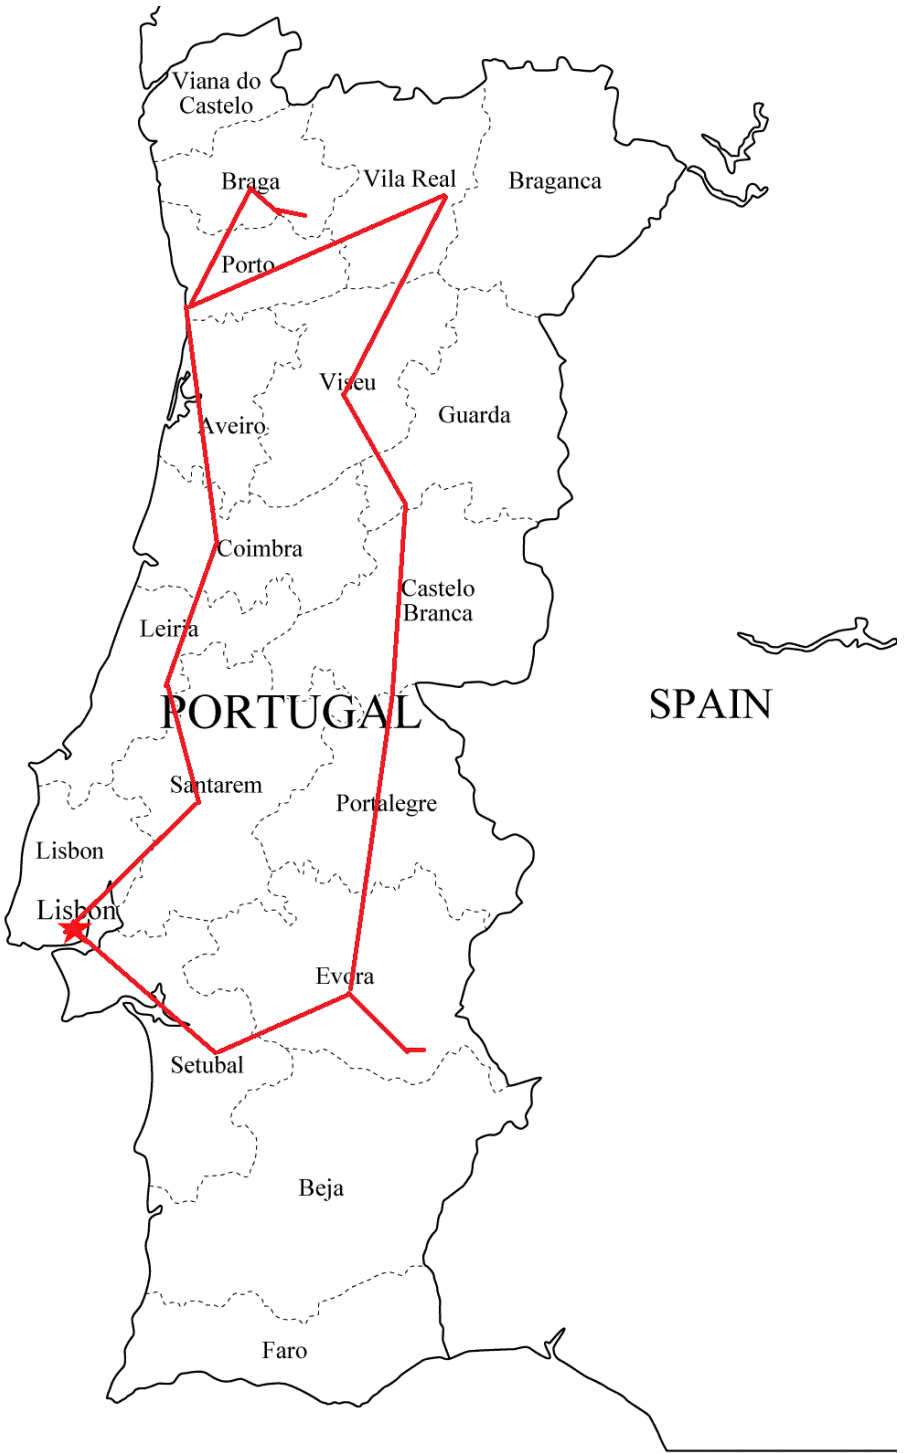 Viana do
Castelo
Braga
Vila Real
Braganca
Porto
Viseu
Guarda
Aveiro
Coimbra
Castelo
Branca
Leiria
PORTUGAL
SPAIN
Santarem
Portalegre
Lisbon
Lisbon
Evora
Setubal
Beja
Faro